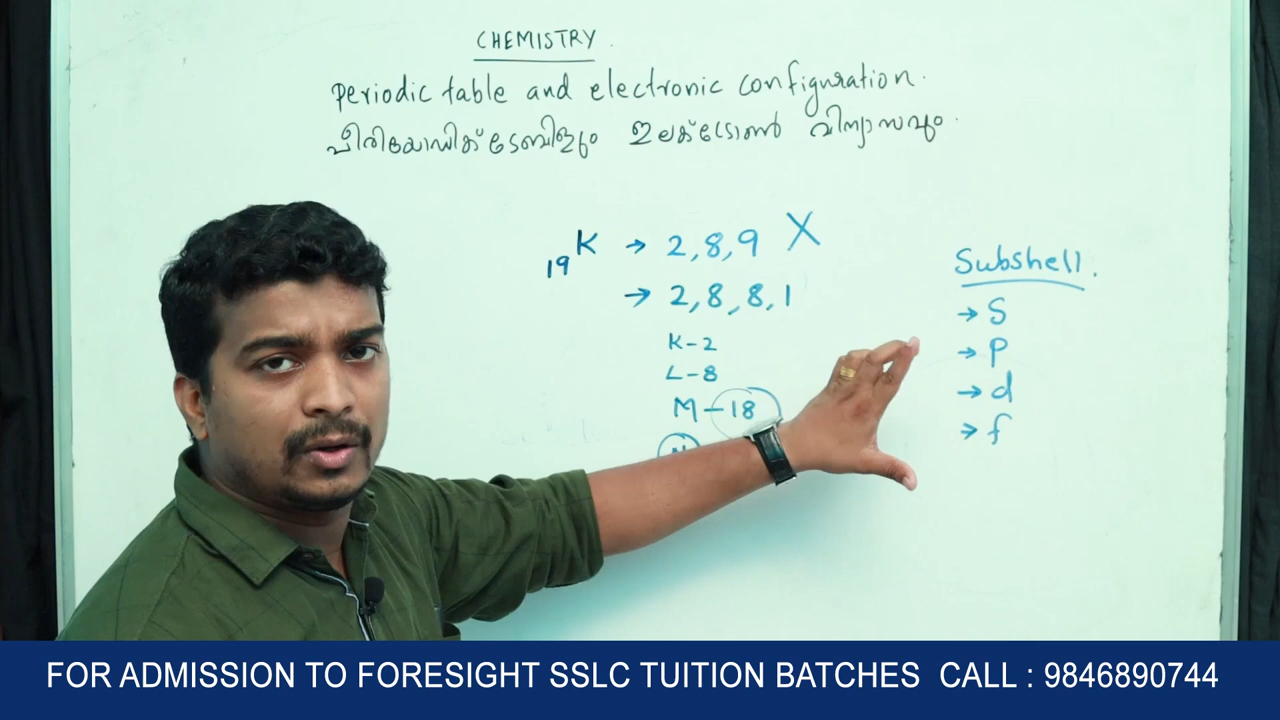 CHEMISTRY.
Periodic table and electronic configuration.
പീരിയോഡിക് ടേബിളും ഇലക്ട്രോൺ വിന്യാസവും.
19K → 2,8,9 X
→ 2,8,8,1
K-2
L-8
M-18
N
Subshell.
→ S
→ P
→ d
→ f
FOR ADMISSION TO FORESIGHT SSLC TUITION BATCHES CALL : 9846890744